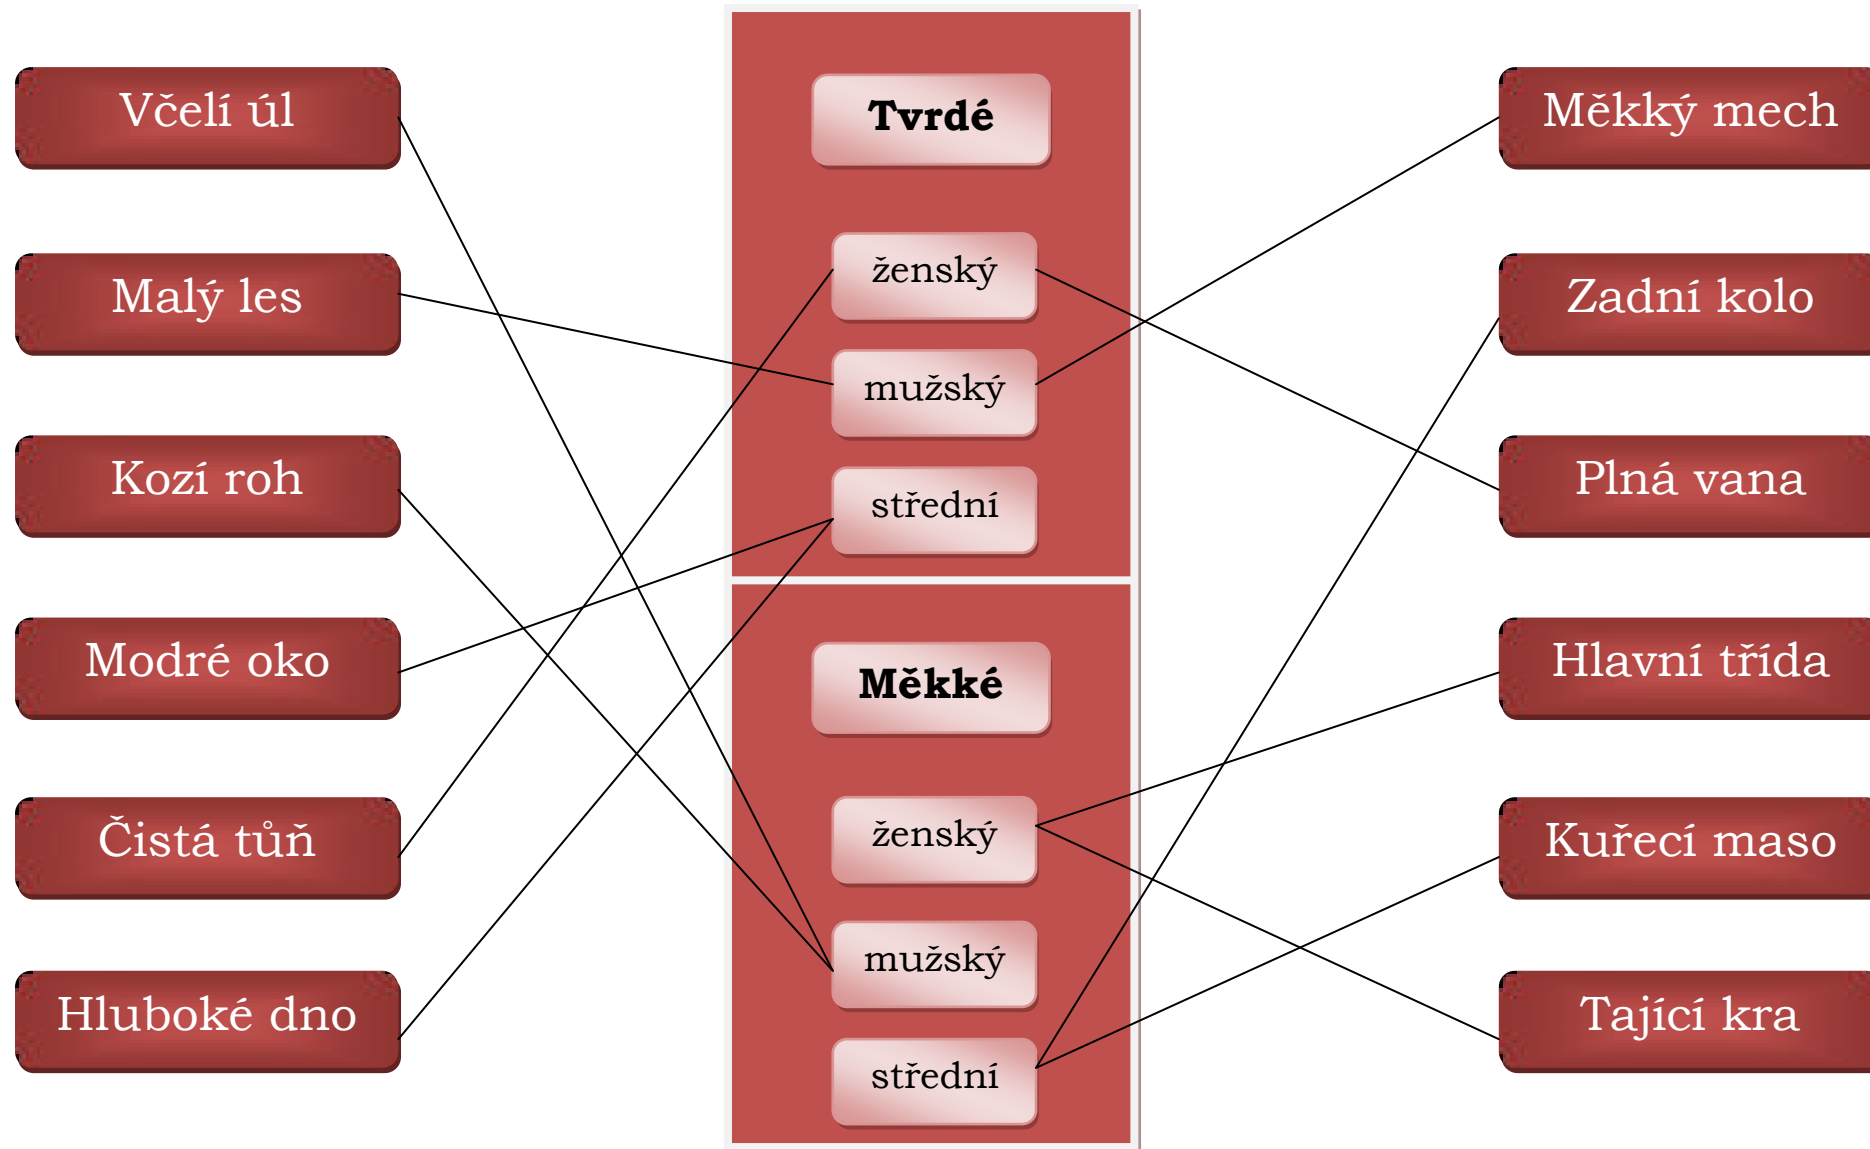 Včelí úl
Malý les
Kozí roh
Modré oko
Čistá tůň
Hluboké dno
Tvrdé
ženský
mužský
střední
Měkké
ženský
mužský
střední
Měkký mech
Zadní kolo
Plná vana
Hlavní třída
Kuřecí maso
Tající kra